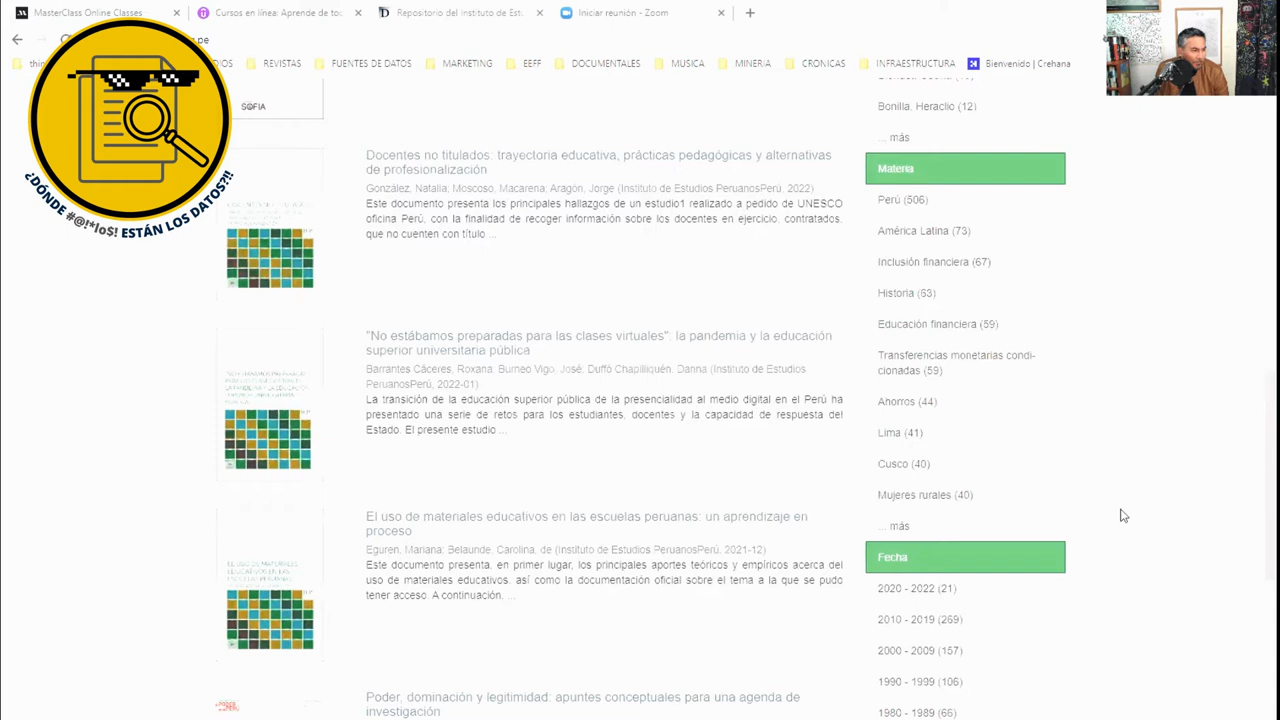 MasterClass Online Classes
Cursos en línea: Aprende de toc
Repositorio del Instituto de Est.
Iniciar reunión - Zoom
.pe
REVISTAS
FUENTES DE DATOS
MARKETING
EEFF
DOCUMENTALES
MUSICA
MINERIA
CRONICAS
INFRAESTRUCTURA
Bienvenido | Crehana
SOFIA
¿DÓNDE #@!*lo$! ESTÁN LOS DATOS?!!
Docentes no titulados: trayectoria educativa, prácticas pedagógicas y alternativas
de profesionalización
González, Natalia; Moscoso, Macarena; Aragón, Jorge (Instituto de Estudios PeruanosPerú, 2022)
Este documento presenta los principales hallazgos de un estudio1 realizado a pedido de UNESCO
oficina Perú, con la finalidad de recoger información sobre los docentes en ejercicio, contratados,
que no cuenten con título ...
"No estábamos preparadas para las clases virtuales": la pandemia y la educación
superior universitaria pública
Barrantes Cáceres, Roxana; Burneo Vigo, José; Duffó Chapilliquén, Danna (Instituto de Estudios
PeruanosPerú, 2022-01)
La transición de la educación superior pública de la presencialidad al medio digital en el Perú ha
presentado una serie de retos para los estudiantes, docentes y la capacidad de respuesta del
Estado. El presente estudio ...
El uso de materiales educativos en las escuelas peruanas: un aprendizaje en
proceso
Eguren, Mariana; Belaunde, Carolina, de (Instituto de Estudios PeruanosPerú, 2021-12)
Este documento presenta, en primer lugar, los principales aportes teóricos y empíricos acerca del
uso de materiales educativos, así como la documentación oficial sobre el tema a la que se pudo
tener acceso. A continuación, ...
Poder, dominación y legitimidad: apuntes conceptuales para una agenda de
investigación
Bonilla, Heraclio (12)
... más
Materia
Perú (506)
América Latina (73)
Inclusión financiera (67)
Historia (63)
Educación financiera (59)
Transferencias monetarias condi-
cionadas (59)
Ahorros (44)
Lima (41)
Cusco (40)
Mujeres rurales (40)
... más
Fecha
2020 - 2022 (21)
2010 - 2019 (269)
2000 - 2009 (157)
1990 - 1999 (106)
1980 - 1989 (66)